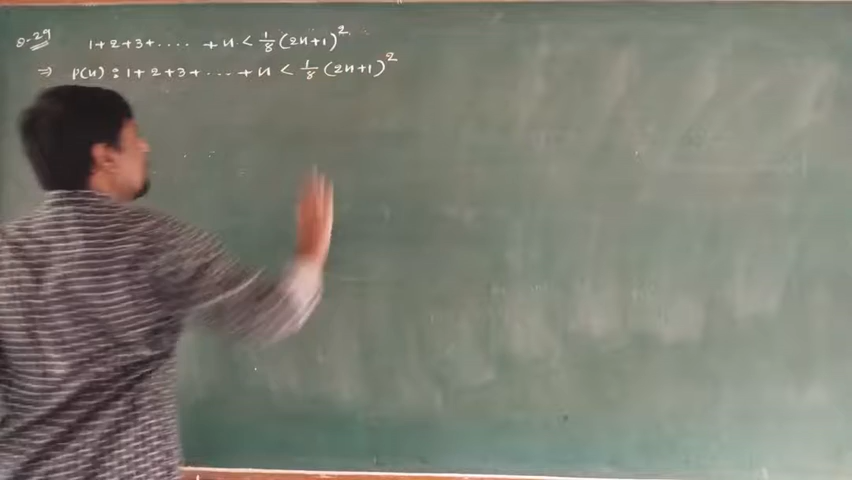 Q-29 1+2+3+.... +n < 1/8 (2n+1)²
⇒ P(n) : 1+2+3+....+n < 1/8 (2n+1)²